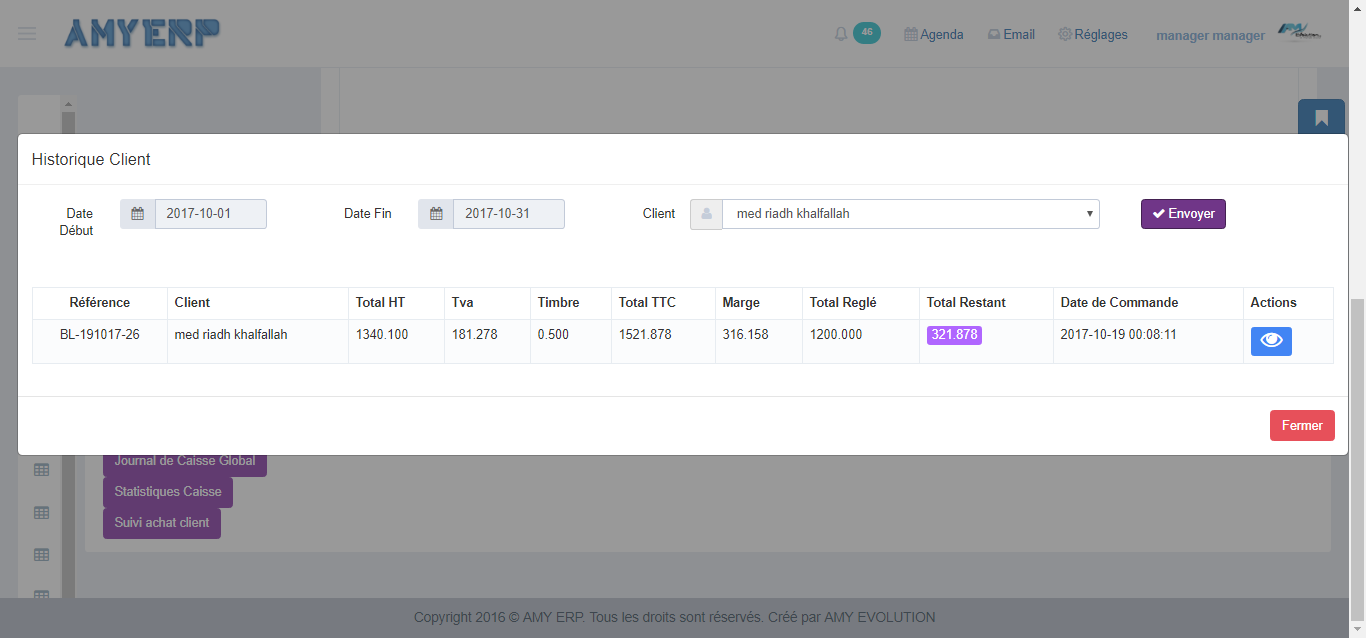 AMY ERP
46
Agenda
Email
Réglages
manager manager
Historique Client
Date Début
2017-10-01
Date Fin
2017-10-31
Client
med riadh khalfallah
Envoyer
Référence Client Total HT Tva Timbre Total TTC Marge Total Reglé Total Restant Date de Commande Actions
BL-191017-26 med riadh khalfallah 1340.100 181.278 0.500 1521.878 316.158 1200.000 321.878 2017-10-19 00:08:11
Fermer
Journal de Caisse Global
Statistiques Caisse
Suivi achat client
Copyright 2016 © AMY ERP. Tous les droits sont réservés. Créé par AMY EVOLUTION